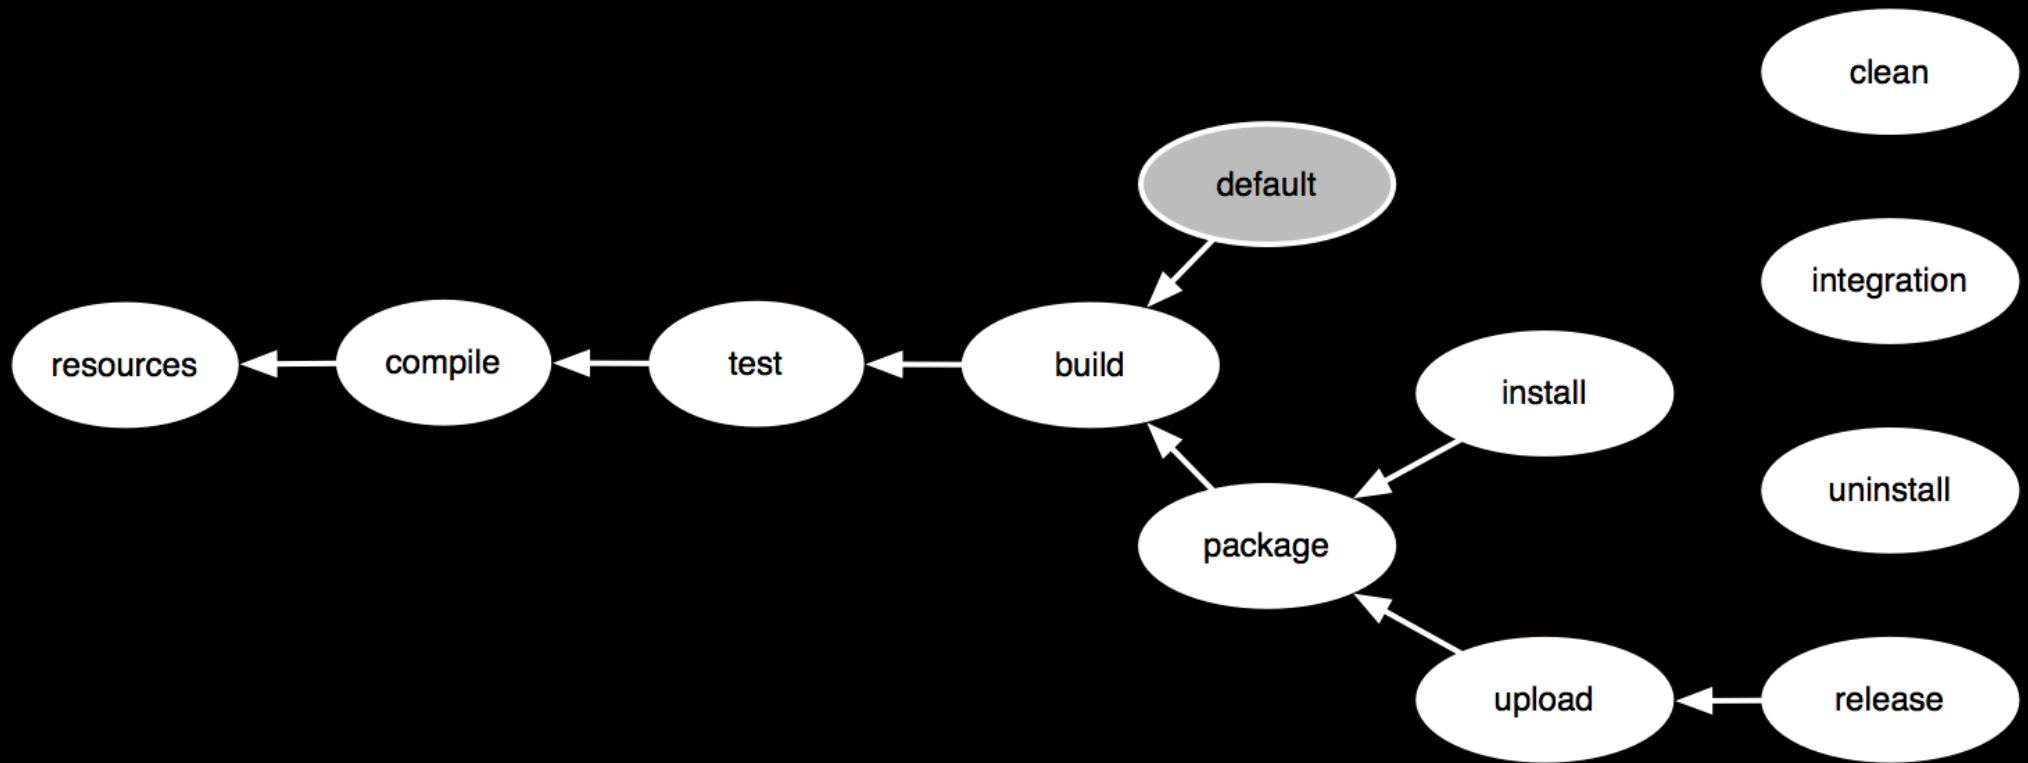 clean
default
integration
resources
compile
test
build
install
uninstall
package
upload
release